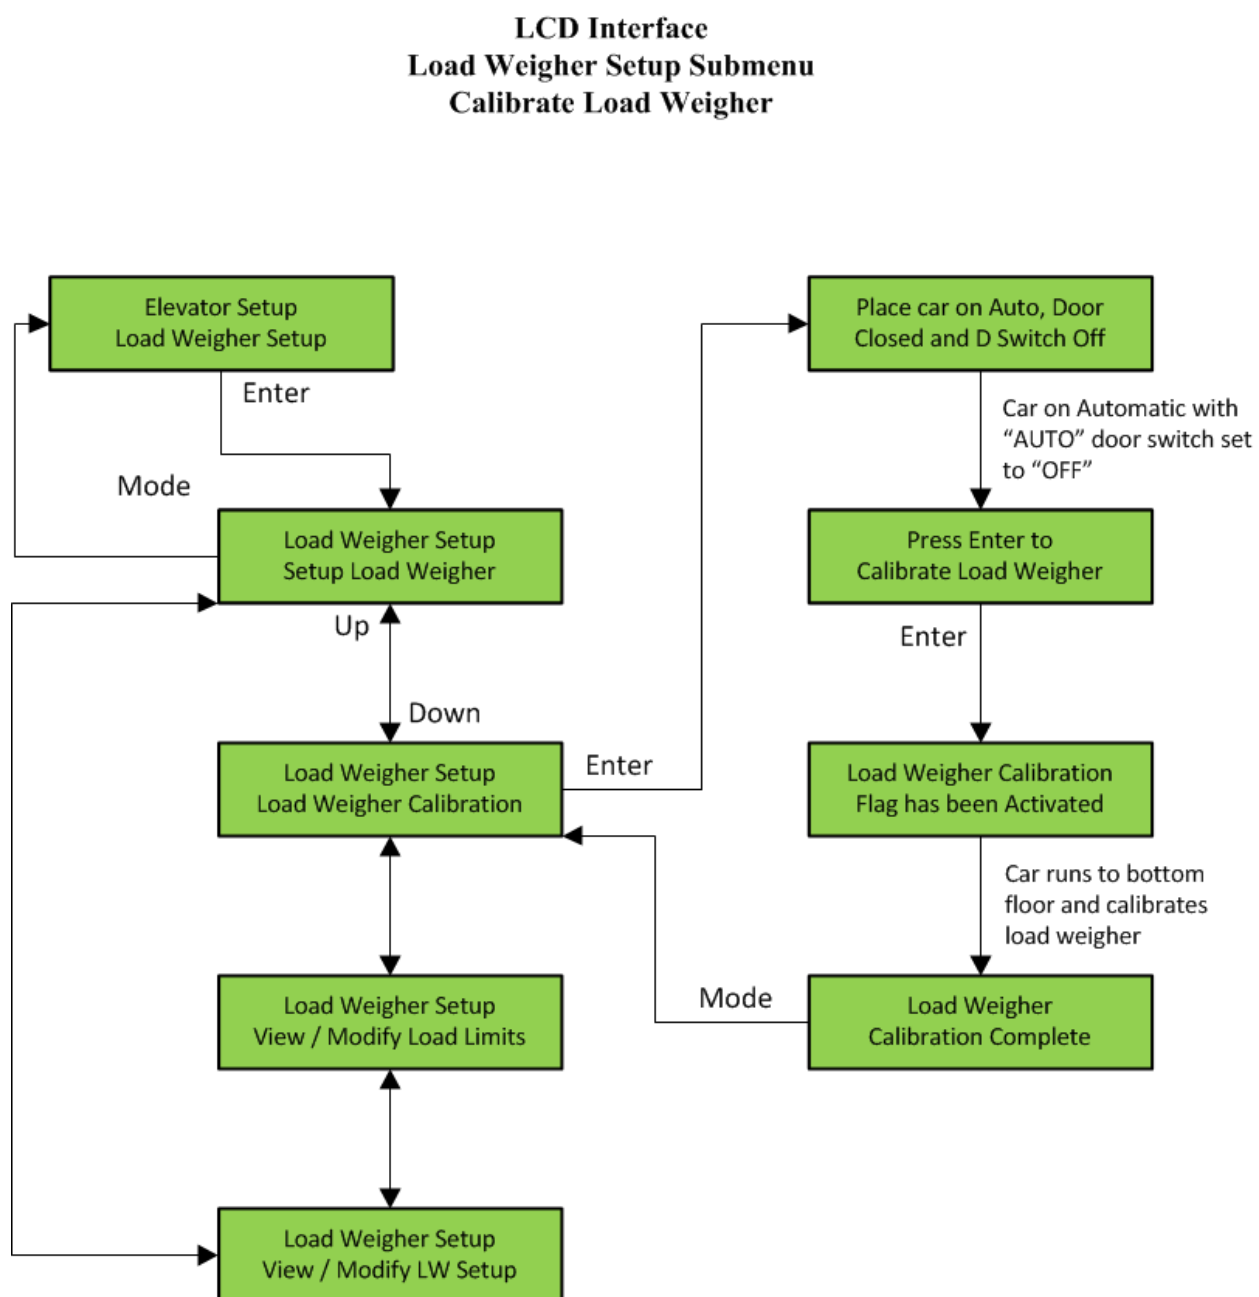 LCD Interface
Load Weigher Setup Submenu
Calibrate Load Weigher
Elevator Setup
Load Weigher Setup
Enter
Mode
Load Weigher Setup
Setup Load Weigher
Up
Down
Load Weigher Setup
Load Weigher Calibration
Enter
Load Weigher Setup
View / Modify Load Limits
Load Weigher Setup
View / Modify LW Setup
Place car on Auto, Door
Closed and D Switch Off
Car on Automatic with
“AUTO” door switch set
to “OFF”
Press Enter to
Calibrate Load Weigher
Enter
Load Weigher Calibration
Flag has been Activated
Car runs to bottom
floor and calibrates
load weigher
Load Weigher
Calibration Complete
Mode